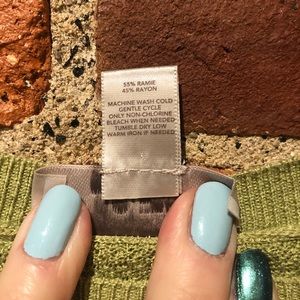 55% RAMIE
45% RAYON
MACHINE WASH COLD
GENTLE CYCLE
ONLY NON-CHLORINE
BLEACH WHEN NEEDED
TUMBLE DRY LOW
WARM IRON IF NEEDED